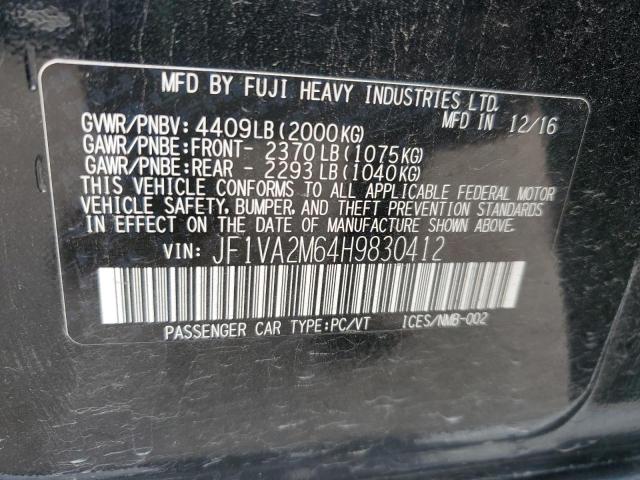 MFD BY FUJI HEAVY INDUSTRIES LTD.
MFD IN 12/16
GVWR/PNBV: 4409LB(2000KG)
GAWR/PNBE:FRONT- 2370LB(1075KG)
GAWR/PNBE:REAR - 2293LB(1040KG)
THIS VEHICLE CONFORMS TO ALL APPLICABLE FEDERAL MOTOR
VEHICLE SAFETY, BUMPER, AND THEFT PREVENTION STANDARDS
IN EFFECT ON THE DATE OF MANUFACTURE SHOWN ABOVE.
VIN: JF1VA2M64H9830412
PASSENGER CAR TYPE:PC/VT ICES/NMB-002